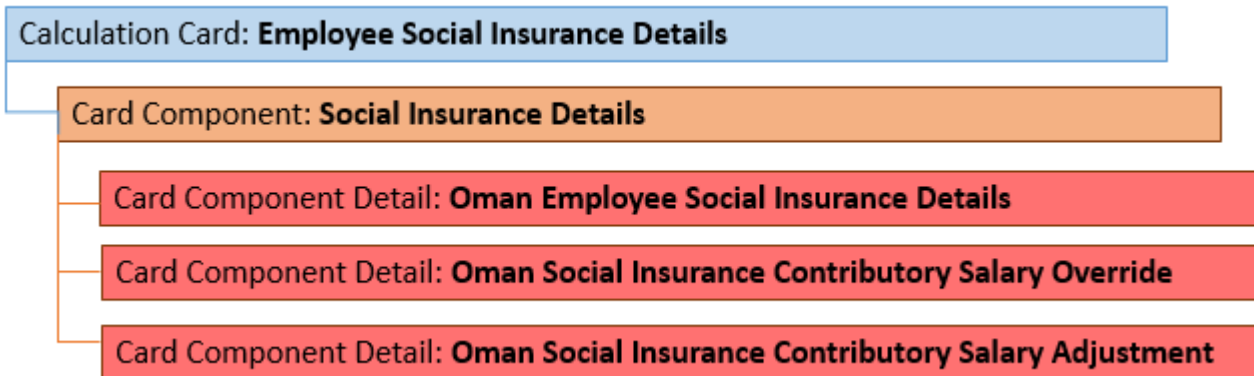 Calculation Card: Employee Social Insurance Details
Card Component: Social Insurance Details
Card Component Detail: Oman Employee Social Insurance Details
Card Component Detail: Oman Social Insurance Contributory Salary Override
Card Component Detail: Oman Social Insurance Contributory Salary Adjustment